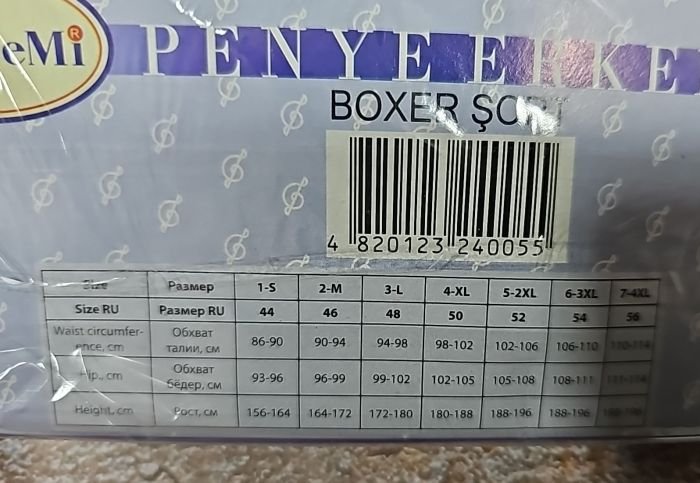 eMi®
PENYE ERKE
BOXER ŞORT
4 820123 240055
Size Размер 1-S 2-M 3-L 4-XL 5-2XL 6-3XL 7-4XL
Size RU Размер RU 44 46 48 50 52 54 56
Waist circumfer-ence, cm Обхват талии, см 86-90 90-94 94-98 98-102 102-106 106-110 110-114
Hip., cm Обхват бёдер, см 93-96 96-99 99-102 102-105 105-108 108-111
Height, cm Рост, см 156-164 164-172 172-180 180-188 188-196 188-196